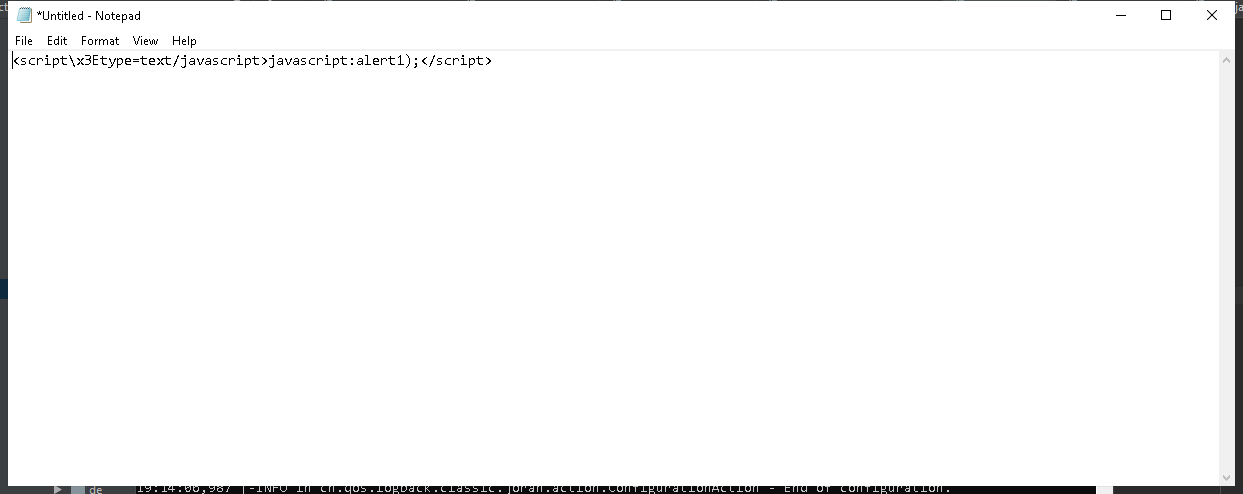 *Untitled - Notepad
File Edit Format View Help
<script\x3Etype=text/javascript>javascript:alert1);</script>
de
19:14:06,987 |-INFO in ch.qos.logback.classic.joran.action.ConfigurationAction - End of configuration.